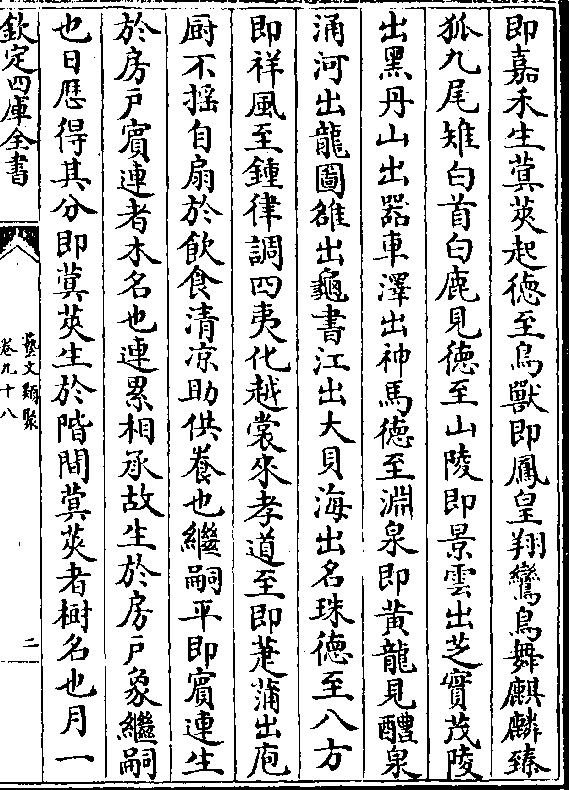 即嘉禾生蓂莢起德至鳥獸即鳳皇翔鸞鳥舞麒麟臻
狐九尾雉白首白鹿見德至山陵即景雲出芝實茂陵
出黑丹山出器車澤出神馬德至淵泉即黃龍見醴泉
涌河出龍圖雒出龜書江出大貝海出名珠德至八方
即祥風至鍾律調四夷化越裳來孝道至即萐蒲出庖
厨不揺自扇於飲食清凉助供養也繼嗣平即賔連生
於房戸賔連者木名也連累相承故生於房戸象繼嗣
也日厯得其分即蓂莢生於階間蓂莢者樹名也月一
欽定四庫全書
藝文類聚
卷九十八
二